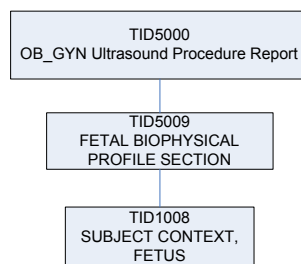 TID5000
OB_GYN Ultrasound Procedure Report
TID5009
FETAL BIOPHYSICAL
PROFILE SECTION
TID1008
SUBJECT CONTEXT,
FETUS